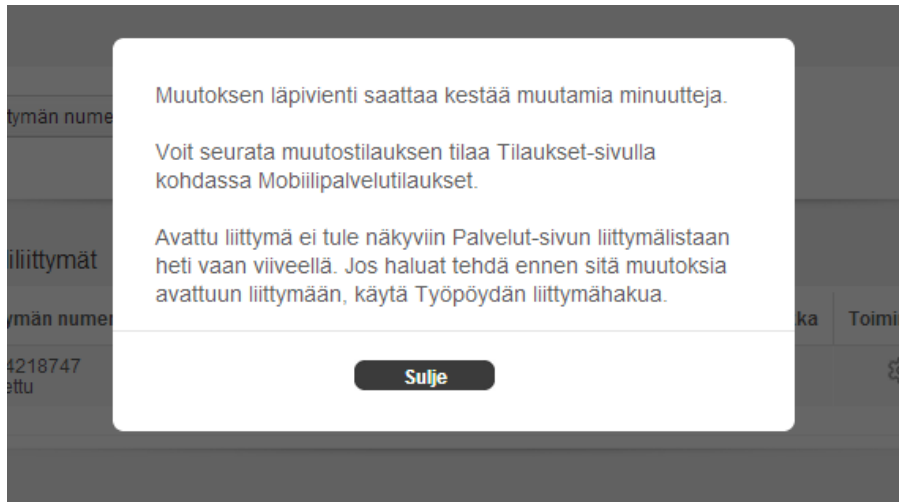 Muutoksen läpivienti saattaa kestää muutamia minuutteja.
Voit seurata muutostilauksen tilaa Tilaukset-sivulla
kohdassa Mobiilipalvelutilaukset.
Avattu liittymä ei tule näkyviin Palvelut-sivun liittymälistaan
heti vaan viiveellä. Jos haluat tehdä ennen sitä muutoksia
avattuun liittymään, käytä Työpöydän liittymähakua.
Sulje
tymän nume
iliittymät
ymän numer
ka
Toimi
4218747
ettu